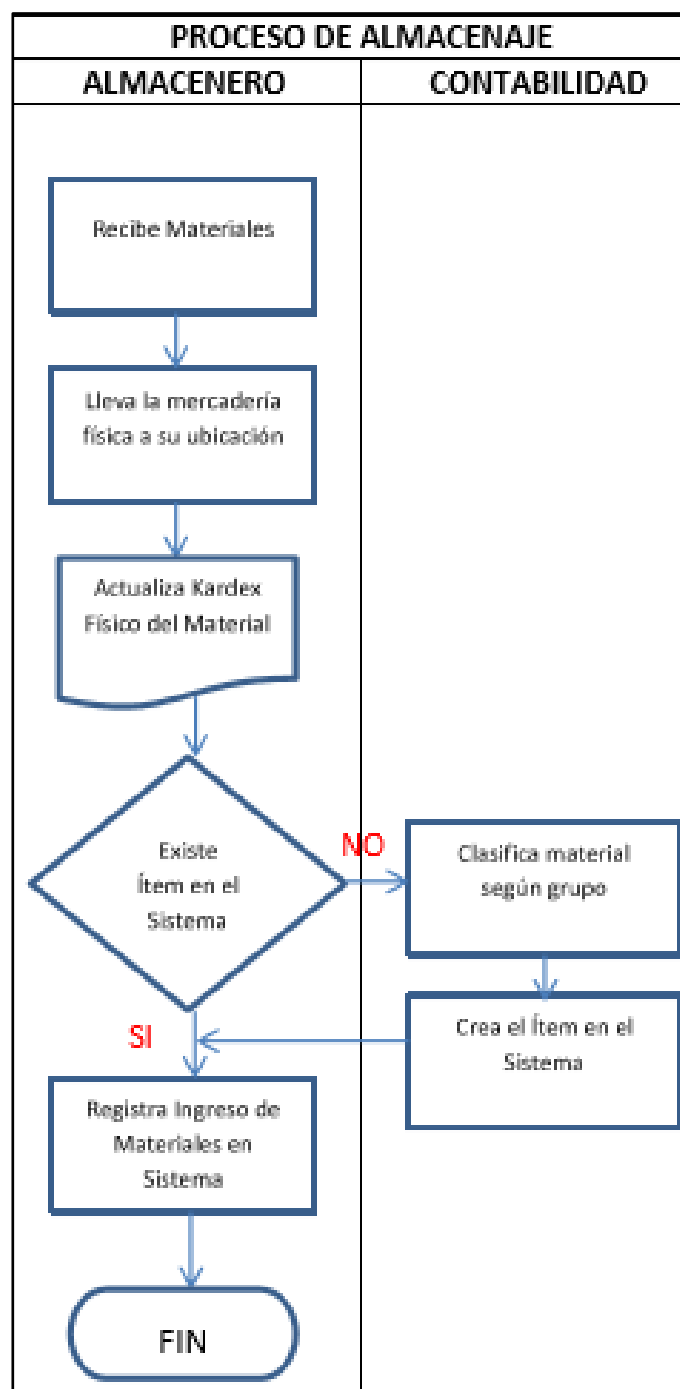 PROCESO DE ALMACENAJE
ALMACENERO
CONTABILIDAD
Recibe Materiales
Lleva la mercadería
física a su ubicación
Actualiza Kardex
Físico del Material
Existe
Ítem en el
Sistema
NO
Clasifica material
según grupo
Crea el Ítem en el
Sistema
SI
Registra Ingreso de
Materiales en
Sistema
FIN